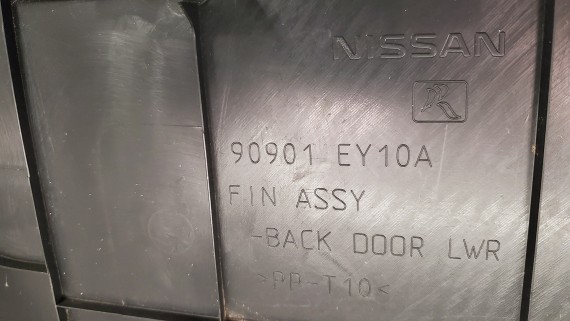 NISSAN
90901 EY10A
FIN ASSY
-BACK DOOR LWR
>PP-T10<